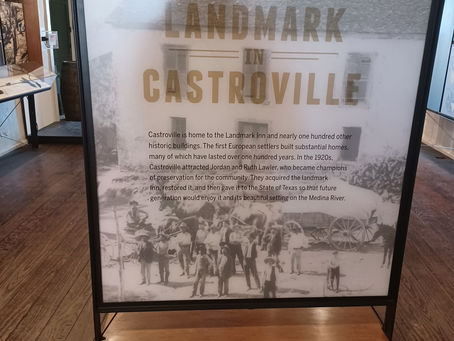 LANDMARK
IN
CASTROVILLE
Castroville is home to the Landmark Inn and nearly one hundred other
historic buildings. The first European settlers built substantial homes,
many of which have lasted over one hundred years. In the 1920s,
Castroville attracted Jordan and Ruth Lawler, who became champions
of preservation for the community. They acquired the landmark
Inn, restored it, and then gave it to the State of Texas so that future
generation would enjoy it and its beautiful setting on the Medina River.